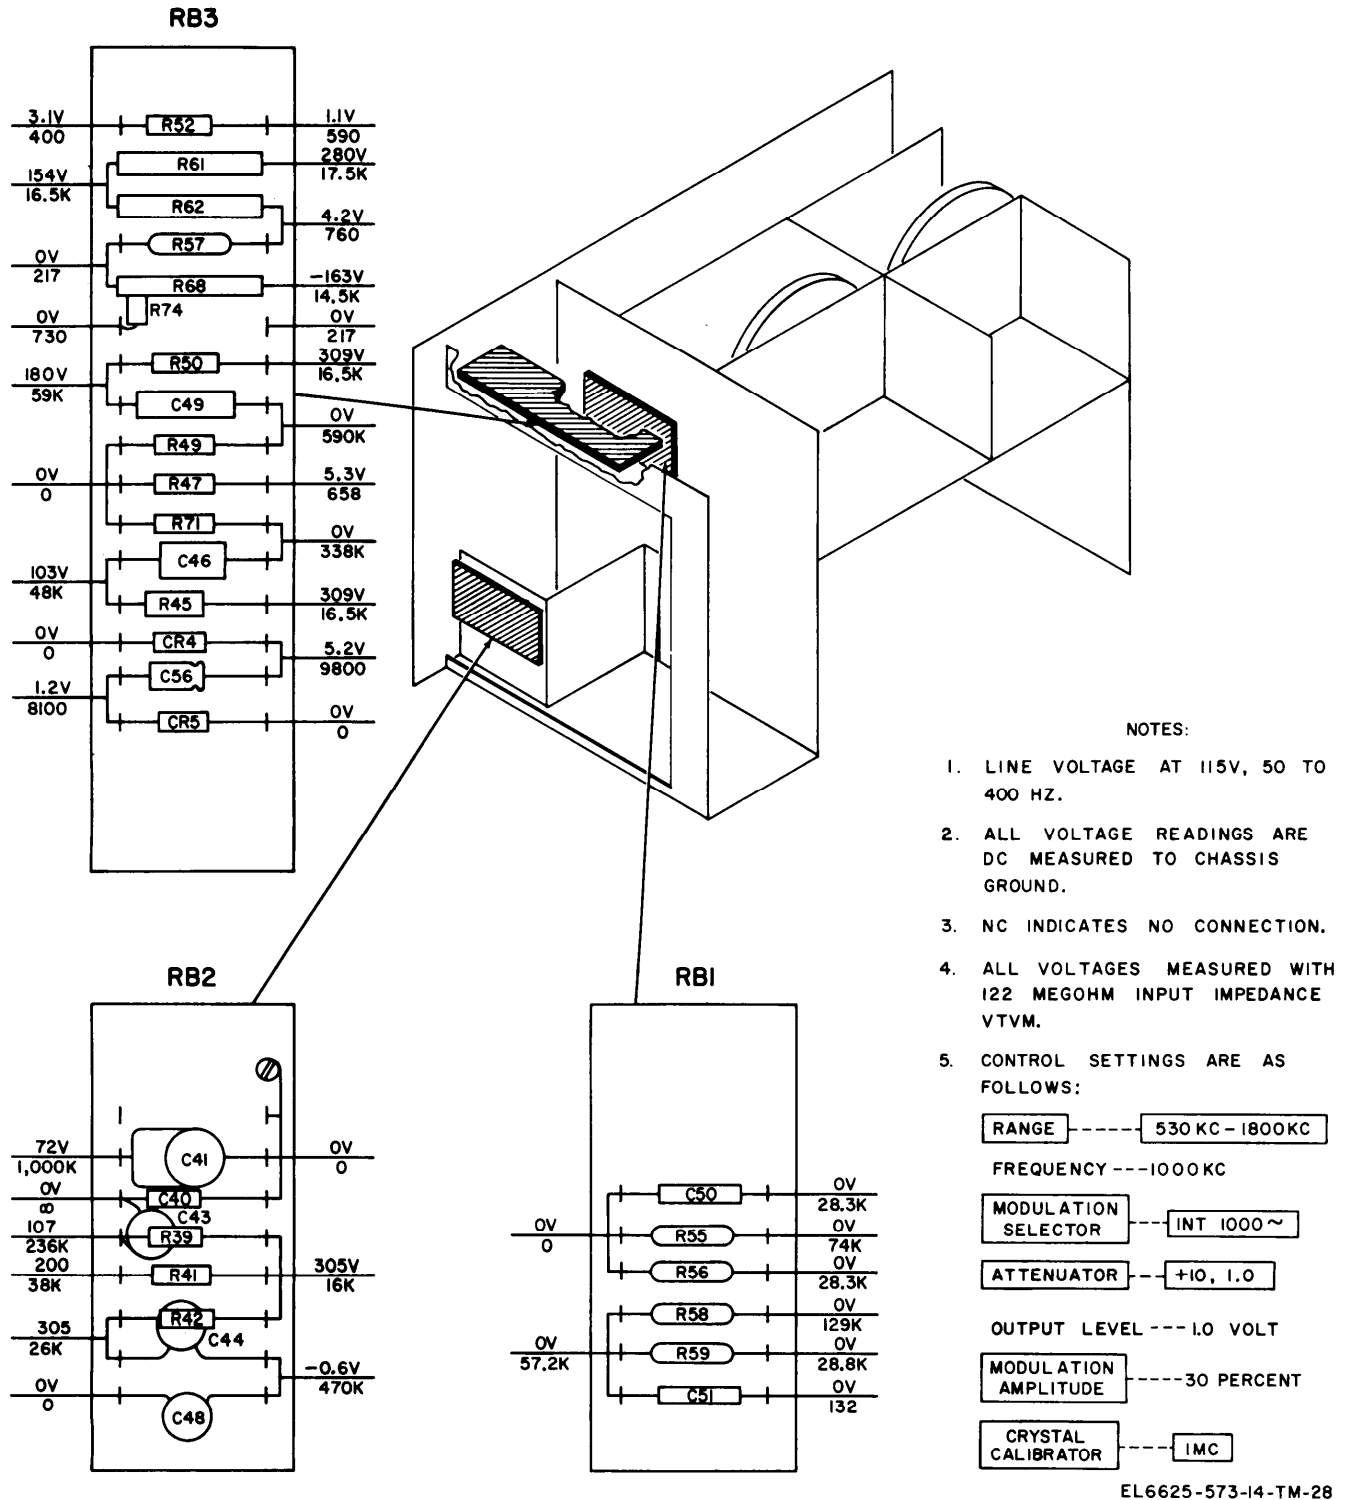 RB3
3.1V
400
R52
1.1V
590
R61
280V
17.5K
154V
16.5K
R62
4.2V
760
R57
0V
217
R68
-163V
14.5K
R74
0V
730
0V
217
R50
309V
16.5K
180V
59K
C49
0V
590K
R49
0V
0
R47
5.3V
658
R71
0V
338K
C46
103V
48K
R45
309V
16.5K
0V
0
CR4
5.2V
9800
C56
1.2V
8100
CR5
0V
0
RB2
72V
1,000K
C41
0V
0
0V
∞
C40
C43
107
236K
R39
200
38K
R41
305V
16K
R42
305
26K
C44
-0.6V
470K
0V
0
C48
RB1
C50
0V
28.3K
0V
0
R55
0V
74K
R56
0V
28.3K
R58
0V
129K
0V
57.2K
R59
0V
28.8K
C51
0V
132
NOTES:
1. LINE VOLTAGE AT 115V, 50 TO
400 HZ.
2. ALL VOLTAGE READINGS ARE
DC MEASURED TO CHASSIS
GROUND.
3. NC INDICATES NO CONNECTION.
4. ALL VOLTAGES MEASURED WITH
122 MEGOHM INPUT IMPEDANCE
VTVM.
5. CONTROL SETTINGS ARE AS
FOLLOWS:
RANGE ------ 530 KC-1800KC
FREQUENCY ---1000KC
MODULATION
SELECTOR ---- INT 1000~
ATTENUATOR --- +10, 1.0
OUTPUT LEVEL --- 1.0 VOLT
MODULATION
AMPLITUDE -----30 PERCENT
CRYSTAL
CALIBRATOR ---- 1MC
EL6625-573-14-TM-28